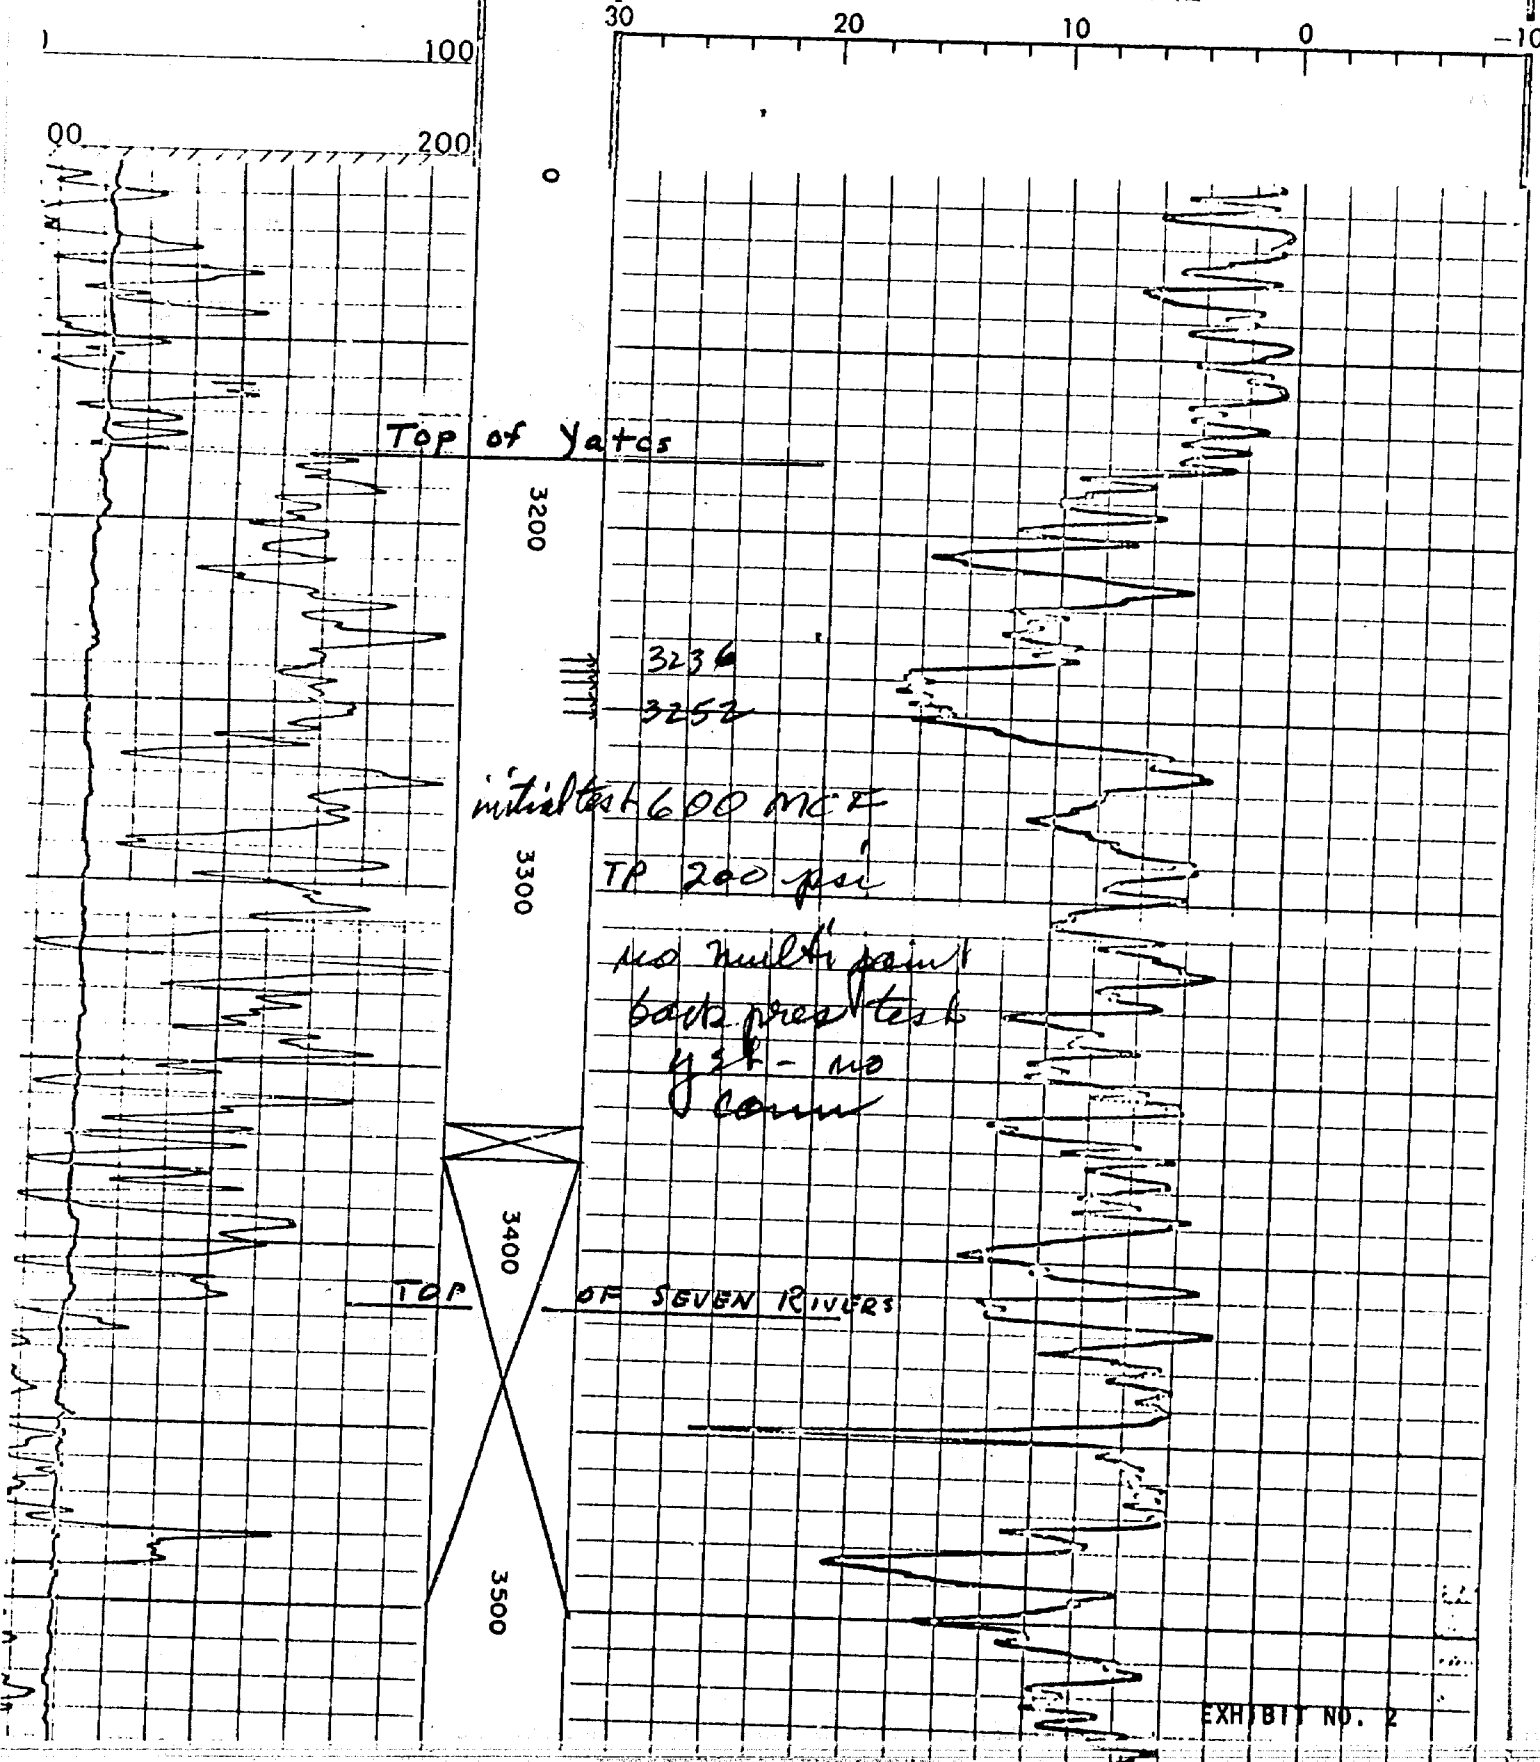 30 20 10 0 -10
100
00 200
0
Top of Yates
3200
3236
3252
initial test 600 MCF
3300
TP 200 psi
no multi point
back pres test
yet - no
conn
3400
TOP OF SEVEN RIVERS
3500
EXHIBIT NO. 2